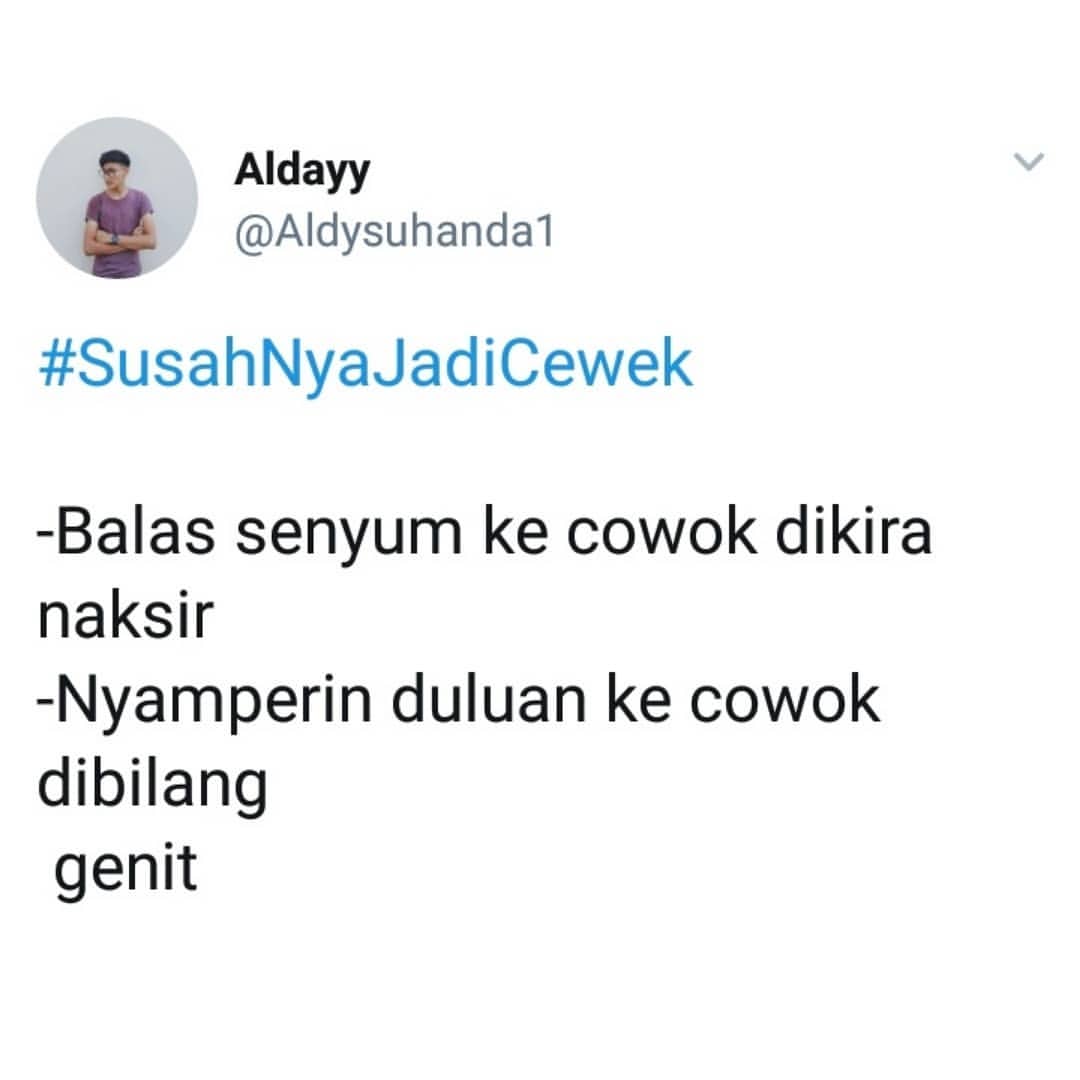 Aldayy
@Aldysuhanda1
#SusahNyaJadiCewek
-Balas senyum ke cowok dikira
naksir
-Nyamperin duluan ke cowok
dibilang
genit